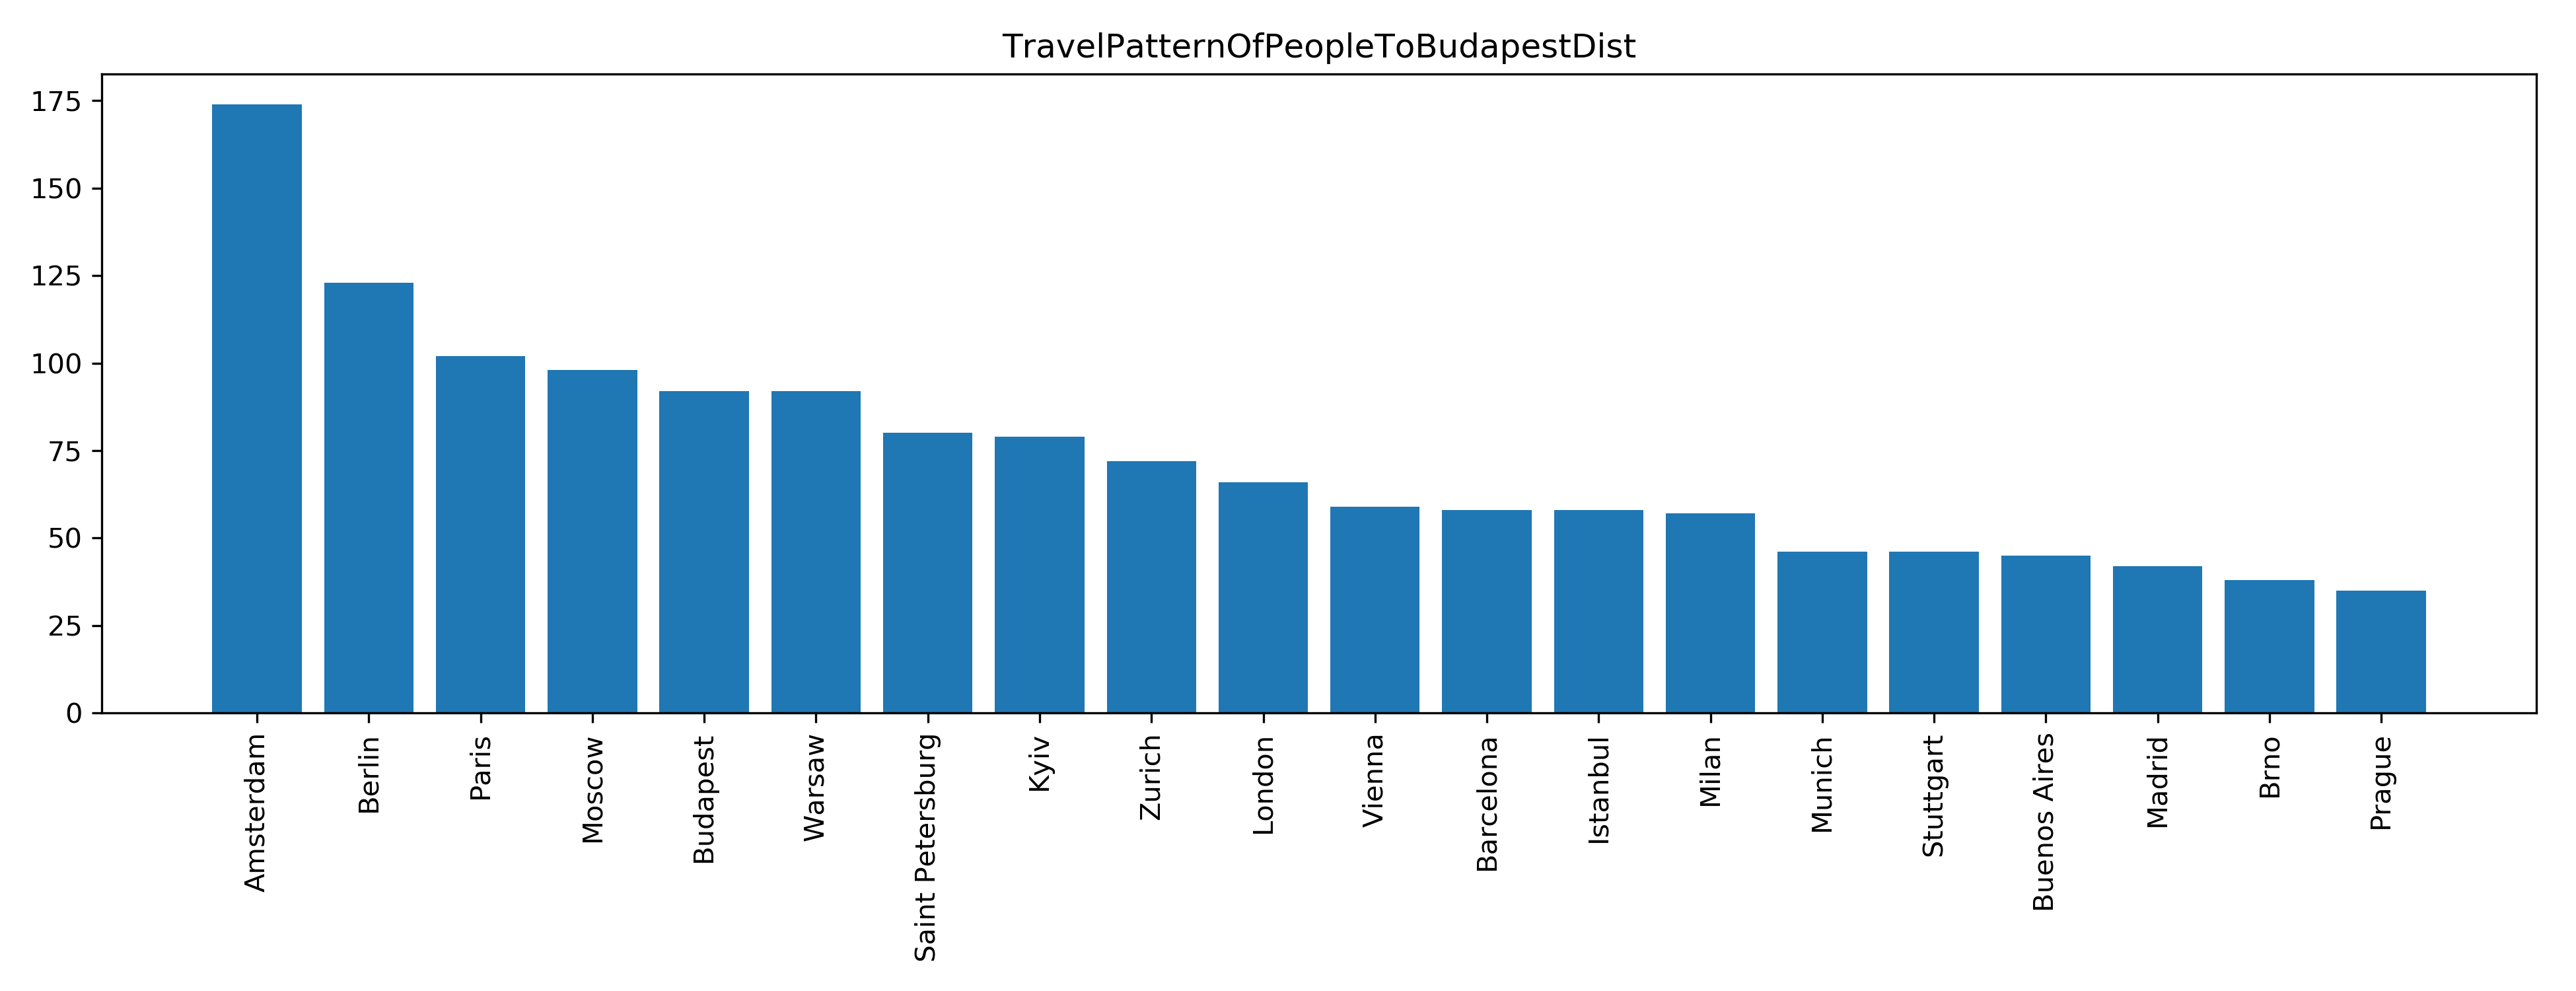 TravelPatternOfPeopleToBudapestDist
175
150
125
100
75
50
25
0
Amsterdam
Berlin
Paris
Moscow
Budapest
Warsaw
Saint Petersburg
Kyiv
Zurich
London
Vienna
Barcelona
Istanbul
Milan
Munich
Stuttgart
Buenos Aires
Madrid
Brno
Prague